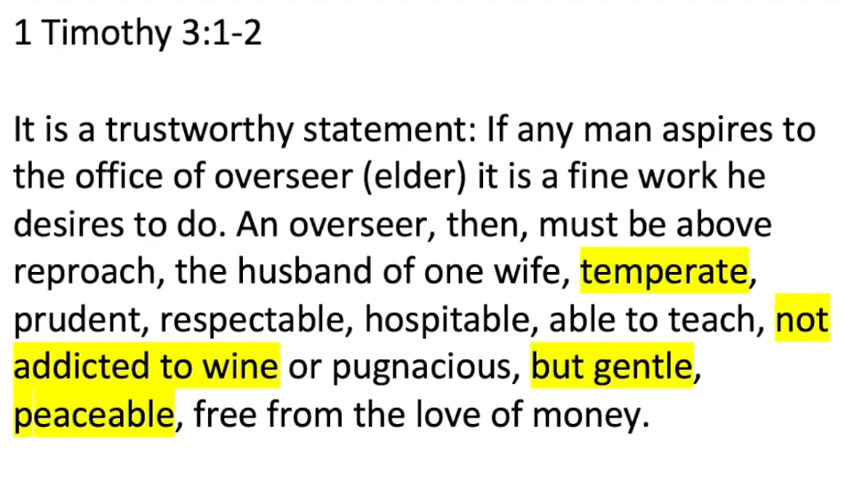 1 Timothy 3:1-2
It is a trustworthy statement: If any man aspires to
the office of overseer (elder) it is a fine work he
desires to do. An overseer, then, must be above
reproach, the husband of one wife, temperate,
prudent, respectable, hospitable, able to teach, not
addicted to wine or pugnacious, but gentle,
peaceable, free from the love of money.